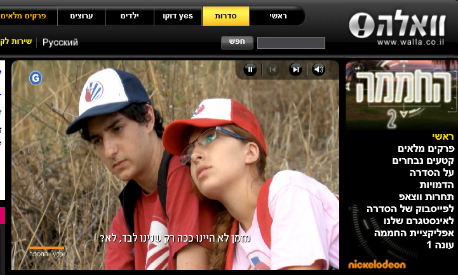 ראשי
סדרות
yes דוקו
ילדים
ערוצים
פרקים מלאים
וואלה!
www.walla.co.il
חפש
Русский
שירות לק
G
החממה
2
ראשי
פרקים מלאים
קטעים נבחרים
על הסדרה
הדמויות
תחרות ווצאפ
לפייסבוק של הסדרה
לאינסטגרם שלנו
אפליקציית החממה
עונה 1
מזמן לא היינו ככה רק שנינו לבד, לא?
nickelodeon